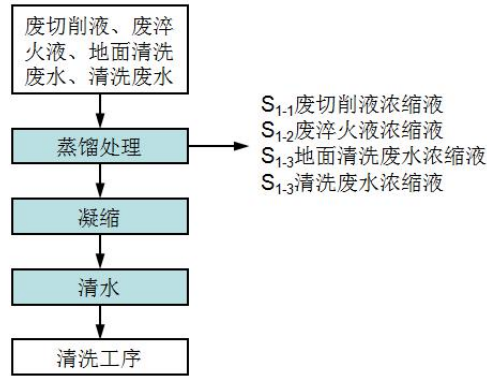 废切削液、废淬
火液、地面清洗
废水、清洗废水
S1-1废切削液浓缩液
S1-2废淬火液浓缩液
S1-3地面清洗废水浓缩液
S1-3清洗废水浓缩液
蒸馏处理
凝缩
清水
清洗工序